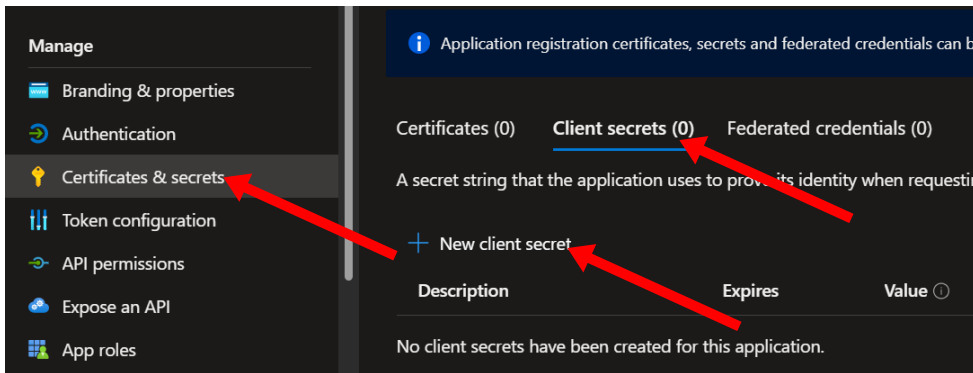 Manage
Branding & properties
Authentication
Certificates & secrets
Token configuration
API permissions
Expose an API
App roles
Application registration certificates, secrets and federated credentials can b
Certificates (0) Client secrets (0) Federated credentials (0)
A secret string that the application uses to prove its identity when requestin
New client secret
Description Expires Value
No client secrets have been created for this application.